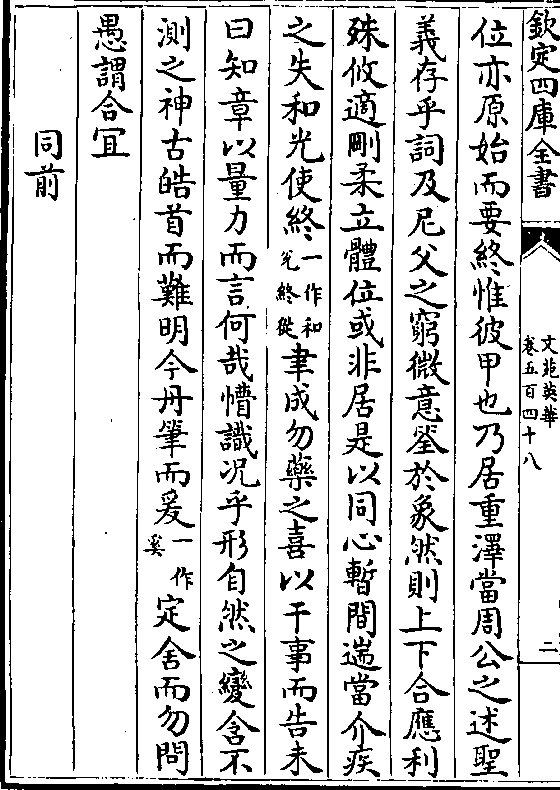 欽定四庫全書
文苑英華
卷五百四十八
二
位亦原始而要終惟彼甲也乃居重澤當周公之述聖
義存乎詞及尼父之窮微意筌於象然則上下合應利
殊攸適剛柔立體位或非居是以同心暫間遄當介疾
之失和光使終一作和光終從聿成勿藥之喜以干事而告未
曰知章以量力而言何哉懵識况乎形自然之變含不
測之神古皓首而難明今丹筆而爰一作奚定舍而勿問
愚謂合宜
同前